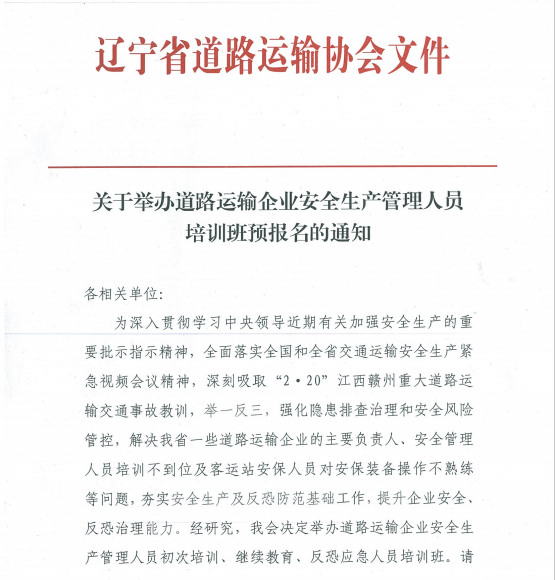 辽宁省道路运输协会文件
关于举办道路运输企业安全生产管理人员
培训班预报名的通知
各相关单位：
为深入贯彻学习中央领导近期有关加强安全生产的重
要批示指示精神，全面落实全国和全省交通运输安全生产紧
急视频会议精神，深刻吸取“2·20”江西赣州重大道路运
输交通事故教训，举一反三，强化隐患排查治理和安全风险
管控，解决我省一些道路运输企业的主要负责人、安全管理
人员培训不到位及客运站安保人员对安保装备操作不熟练
等问题，夯实安全生产及反恐防范基础工作，提升企业安全、
反恐治理能力。经研究，我会决定举办道路运输企业安全生
产管理人员初次培训、继续教育、反恐应急人员培训班。请